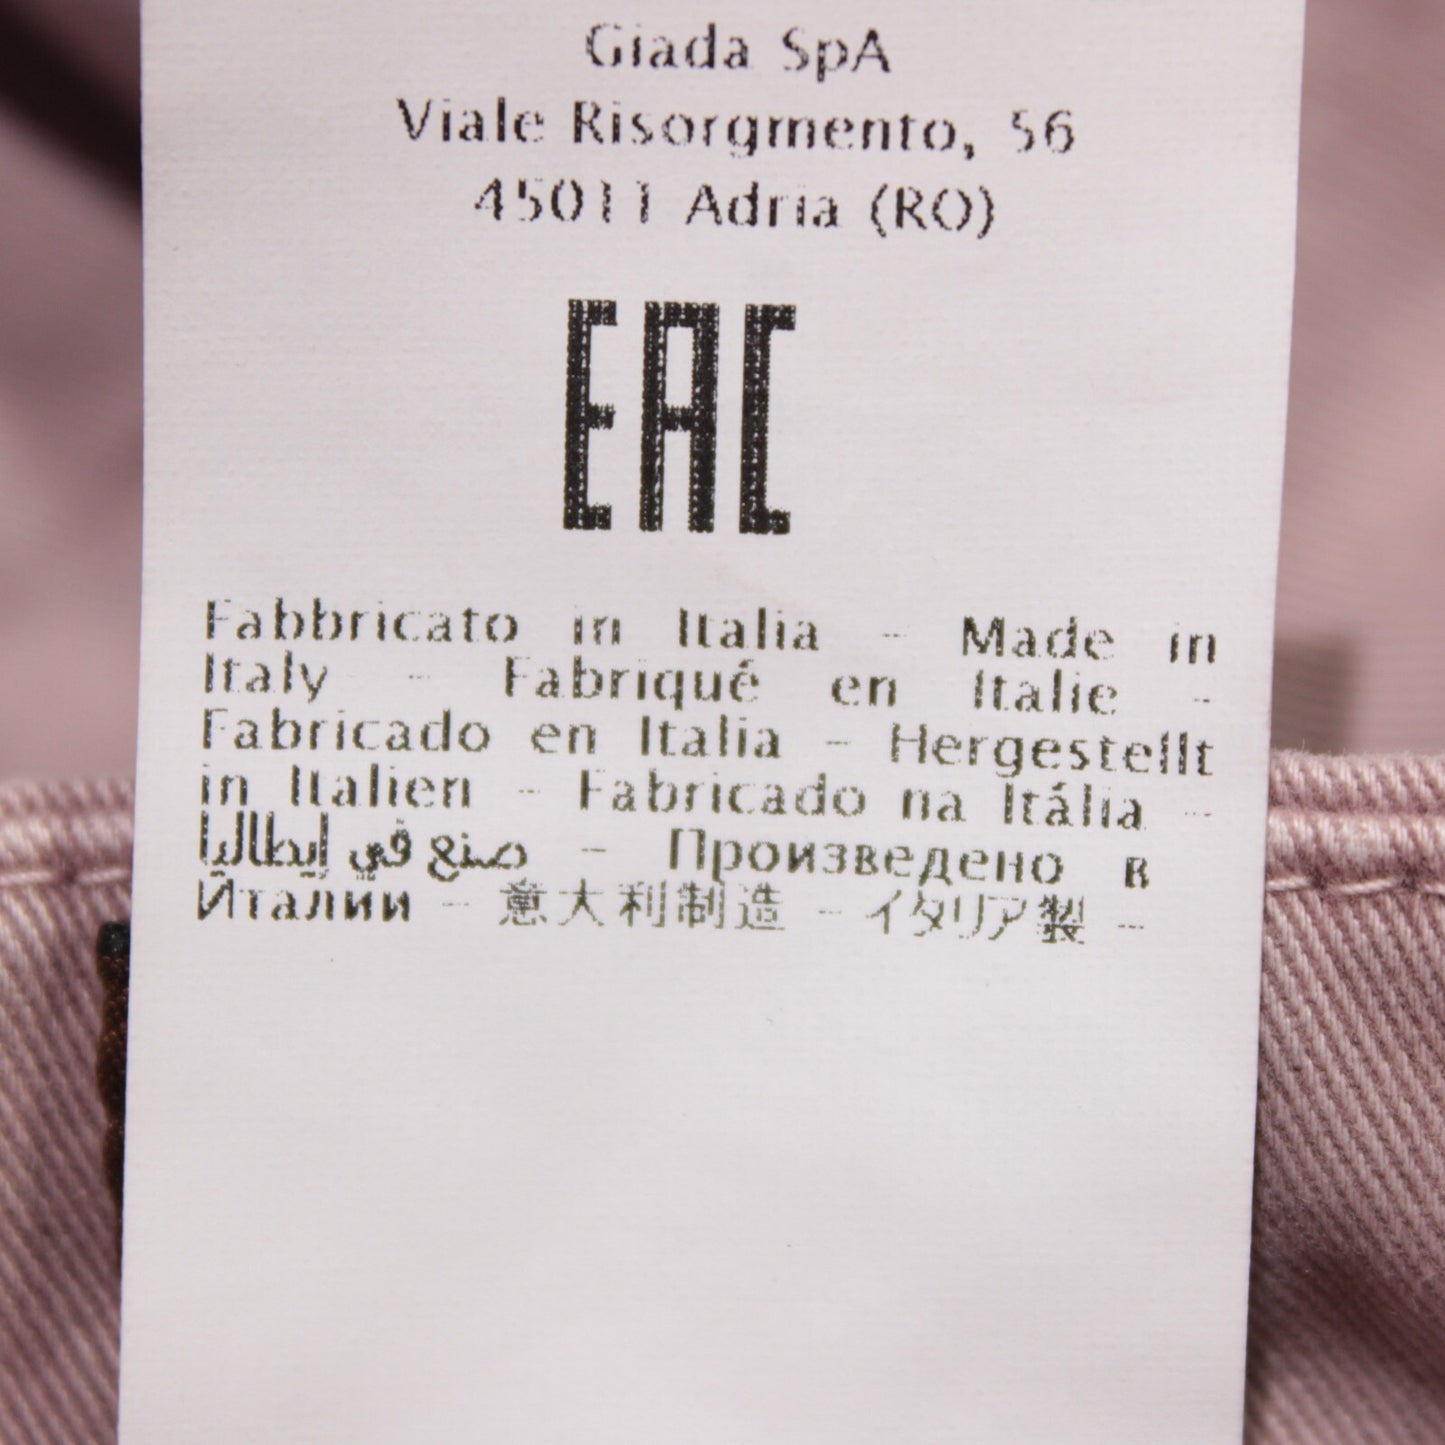 Giada SpA
Viale Risorgmento, 56
45011 Adria (RO)
EAC
Fabbricato in Italia - Made in
Italy - Fabriqué en Italie -
Fabricado en Italia - Hergestellt
in Italien - Fabricado na Itália -
صنع في إيطاليا - Произведено в
Италии - 意大利制造 - イタリア製 -